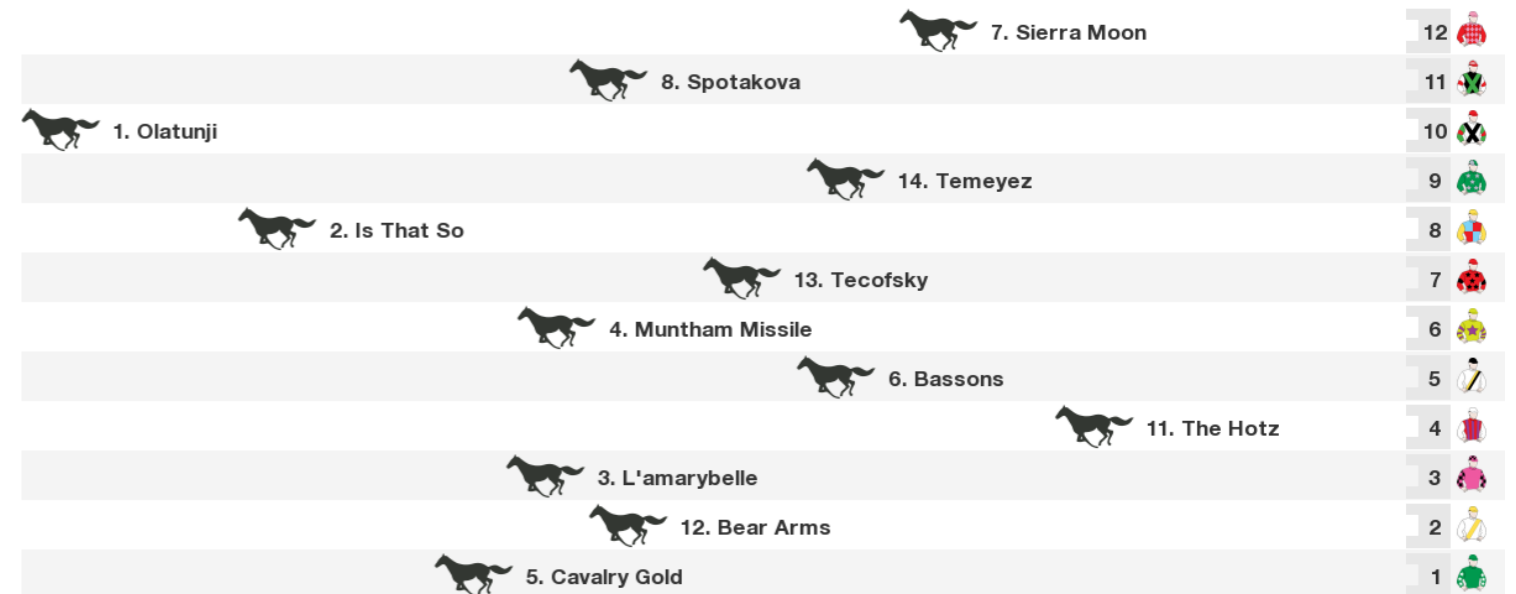 7. Sierra Moon 12
8. Spotakova 11
1. Olatunji 10
14. Temeyez 9
2. Is That So 8
13. Tecofsky 7
4. Muntham Missile 6
6. Bassons 5
11. The Hotz 4
3. L'amarybelle 3
12. Bear Arms 2
5. Cavalry Gold 1